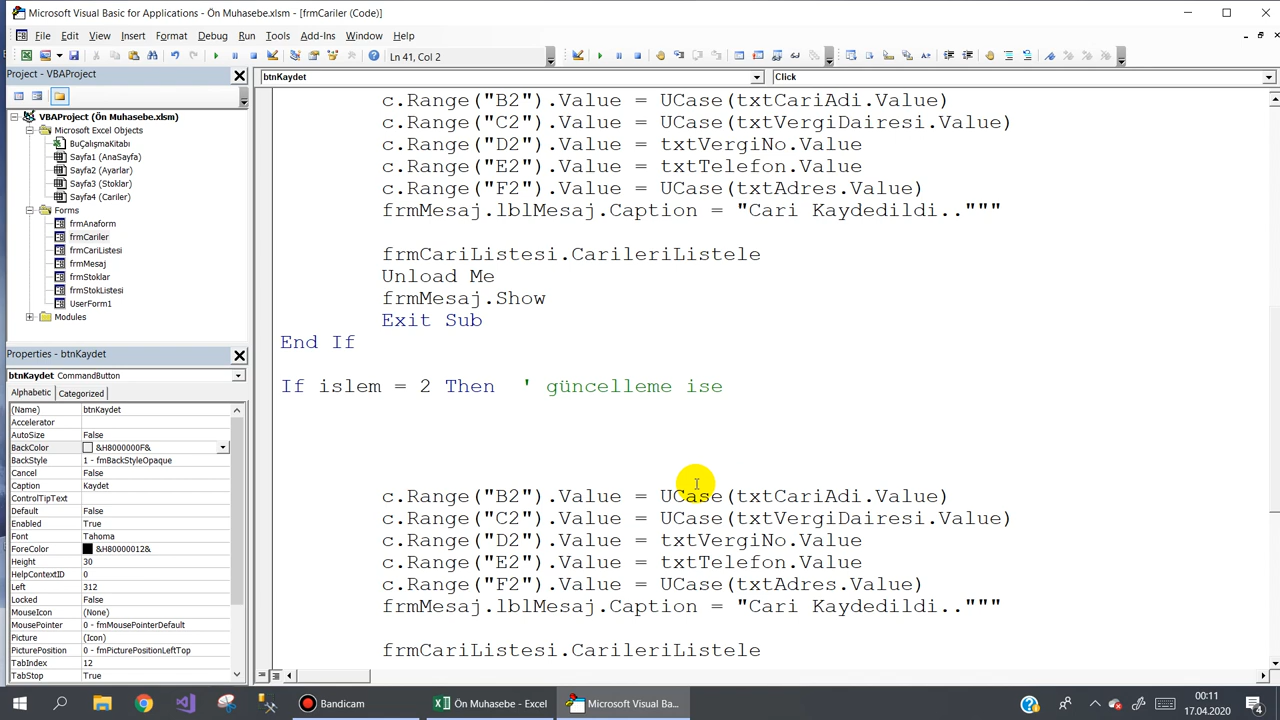 Microsoft Visual Basic for Applications - Ön Muhasebe.xlsm - [frmCariler (Code)]
File Edit View Insert Format Debug Run Tools Add-Ins Window Help
Ln 41, Col 2
Project - VBAProject
btnKaydet
Click
VBAProject (Ön Muhasebe.xlsm)
Microsoft Excel Objects
BuÇalışmaKitabı
Sayfa1 (AnaSayfa)
Sayfa2 (Ayarlar)
Sayfa3 (Stoklar)
Sayfa4 (Cariler)
Forms
frmAnaform
frmCariler
frmCariListesi
frmMesaj
frmStoklar
frmStokListesi
UserForm1
Modules
Properties - btnKaydet
btnKaydet CommandButton
Alphabetic Categorized
(Name) btnKaydet
Accelerator
AutoSize False
BackColor &H8000000F&
BackStyle 1 - fmBackStyleOpaque
Cancel False
Caption Kaydet
ControlTipText
Default False
Enabled True
Font Tahoma
ForeColor &H80000012&
Height 30
HelpContextID 0
Left 312
Locked False
MouseIcon (None)
MousePointer 0 - fmMousePointerDefault
Picture (Icon)
PicturePosition 0 - fmPicturePositionLeftTop
TabIndex 12
TabStop True
c.Range("B2").Value = UCase(txtCariAdi.Value)
c.Range("C2").Value = UCase(txtVergiDairesi.Value)
c.Range("D2").Value = txtVergiNo.Value
c.Range("E2").Value = txtTelefon.Value
c.Range("F2").Value = UCase(txtAdres.Value)
frmMesaj.lblMesaj.Caption = "Cari Kaydedildi.."""
frmCariListesi.CarileriListele
Unload Me
frmMesaj.Show
Exit Sub
End If
If islem = 2 Then ' güncelleme ise
c.Range("B2").Value = UCase(txtCariAdi.Value)
c.Range("C2").Value = UCase(txtVergiDairesi.Value)
c.Range("D2").Value = txtVergiNo.Value
c.Range("E2").Value = txtTelefon.Value
c.Range("F2").Value = UCase(txtAdres.Value)
frmMesaj.lblMesaj.Caption = "Cari Kaydedildi.."""
frmCariListesi.CarileriListele
Bandicam
Ön Muhasebe - Excel
Microsoft Visual Ba...
00:11
17.04.2020
4